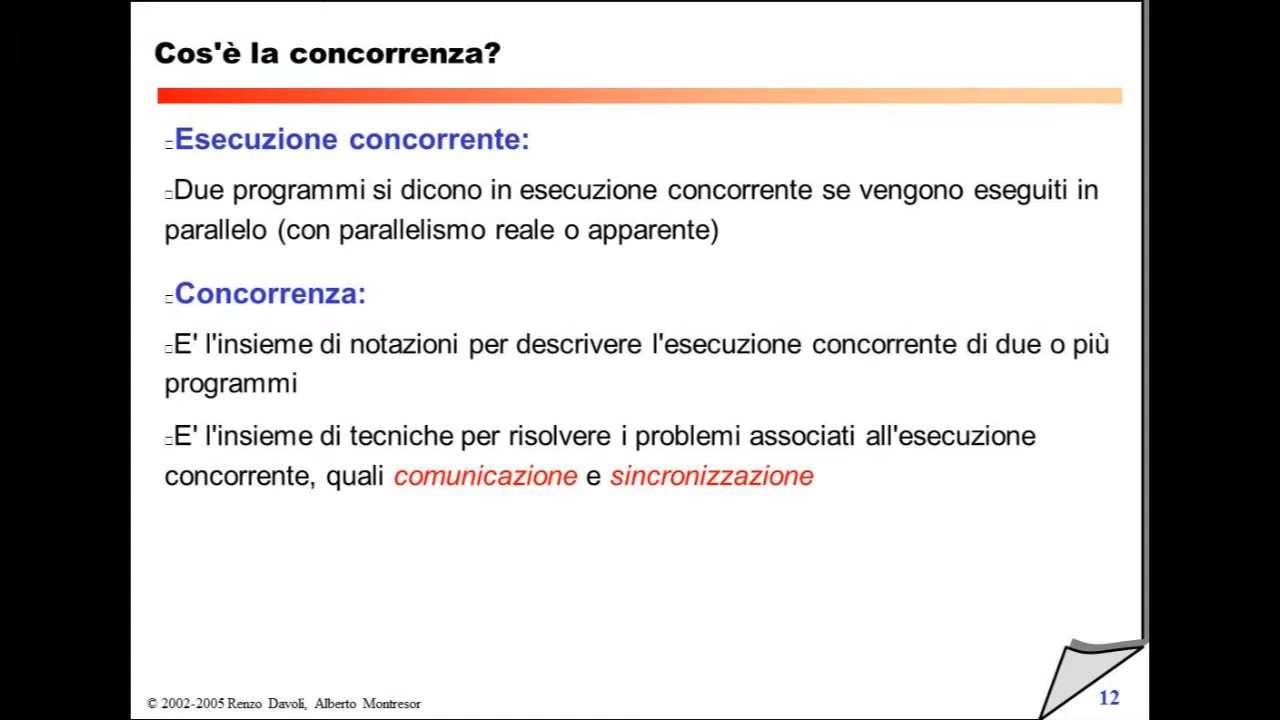 Cos'è la concorrenza?
Esecuzione concorrente:
Due programmi si dicono in esecuzione concorrente se vengono eseguiti in
parallelo (con parallelismo reale o apparente)
Concorrenza:
E' l'insieme di notazioni per descrivere l'esecuzione concorrente di due o più
programmi
E' l'insieme di tecniche per risolvere i problemi associati all'esecuzione
concorrente, quali comunicazione e sincronizzazione
© 2002-2005 Renzo Davoli, Alberto Montresor
12